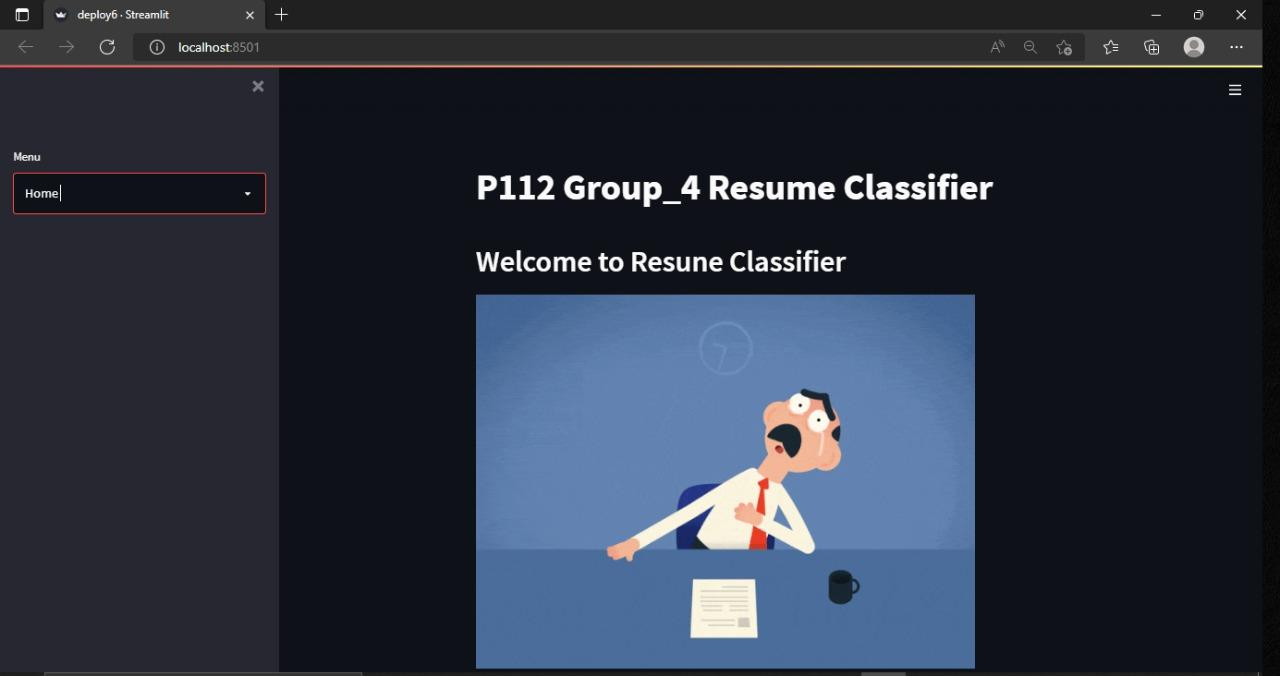 deploy6 · Streamlit
localhost:8501
Menu
Home
P112 Group_4 Resume Classifier
Welcome to Resune Classifier